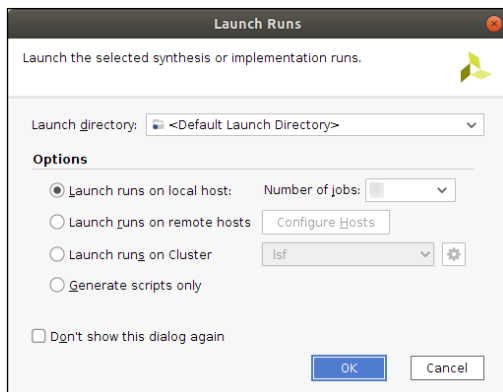 Launch Runs
Launch the selected synthesis or implementation runs.
Launch directory: <Default Launch Directory>
Options
Launch runs on local host: Number of jobs:
Launch runs on remote hosts Configure Hosts
Launch runs on Cluster lsf
Generate scripts only
Don't show this dialog again
OK Cancel